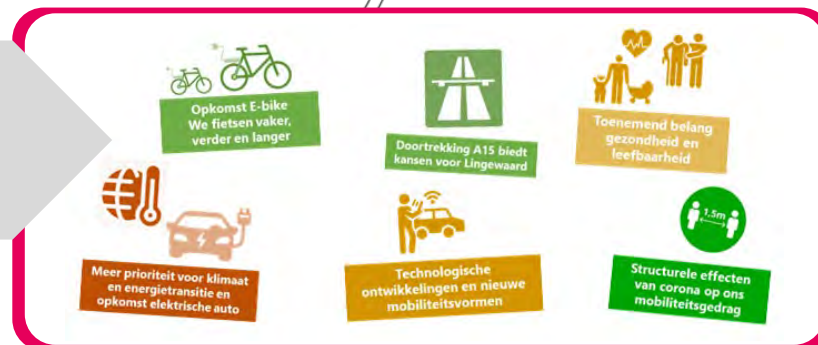 Opkomst E-bike
We fietsen vaker,
verder en langer
Doortrekking A15 biedt
kansen voor Lingewaard
Toenemend belang
gezondheid en
leefbaarheid
Meer prioriteit voor klimaat
en energietransitie en
opkomst elektrische auto
Technologische
ontwikkelingen en nieuwe
mobiliteitsvormen
1,5m
Structurele effecten
van corona op ons
mobiliteitsgedrag